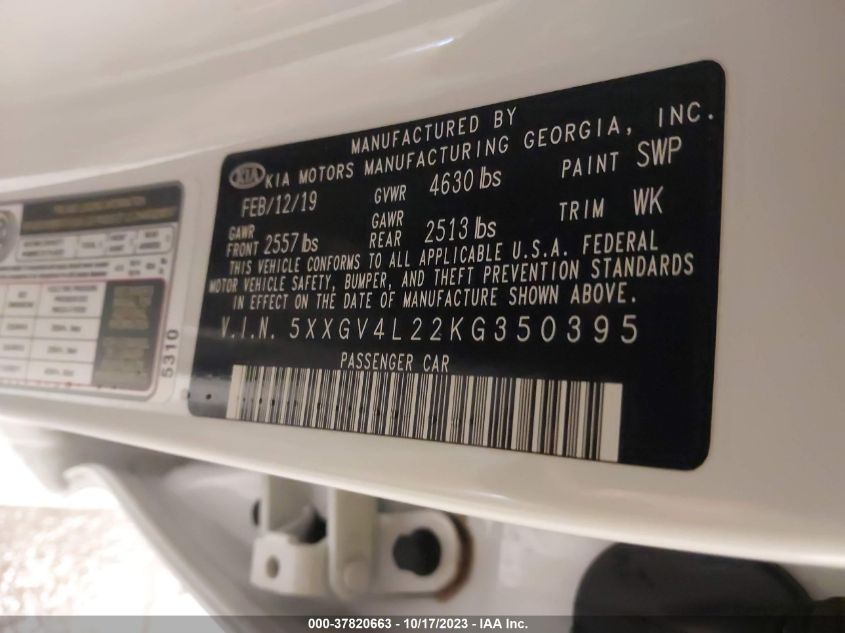 MANUFACTURED BY
KIA KIA MOTORS MANUFACTURING GEORGIA, INC.
FEB/12/19 GVWR 4630 lbs PAINT SWP
GAWR FRONT 2557 lbs GAWR REAR 2513 lbs TRIM WK
THIS VEHICLE CONFORMS TO ALL APPLICABLE U.S.A. FEDERAL
MOTOR VEHICLE SAFETY, BUMPER, AND THEFT PREVENTION STANDARDS
IN EFFECT ON THE DATE OF MANUFACTURE SHOWN ABOVE.
V.I.N. 5XXGV4L22KG350395
PASSENGER CAR
5310
000-37820663 - 10/17/2023 - IAA Inc.